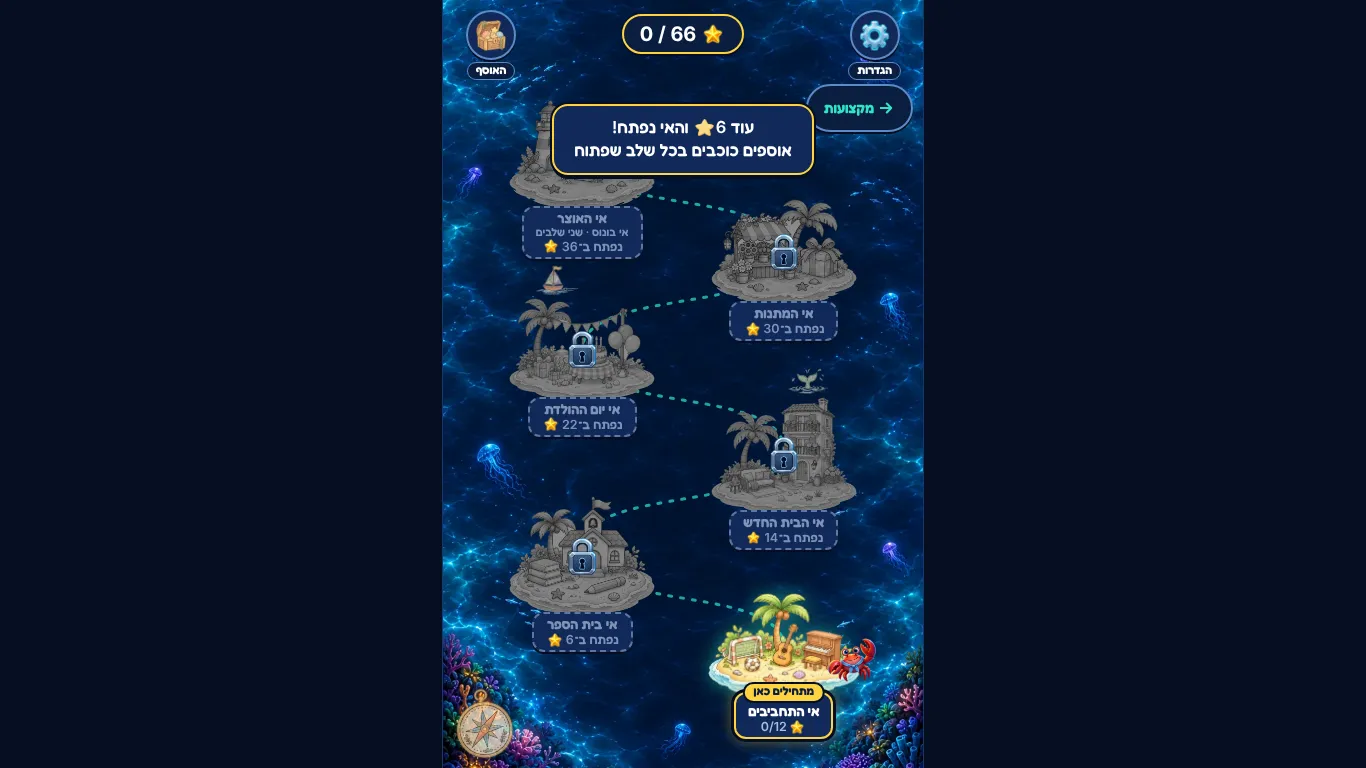 0 / 66
האוסף
הגדרות
→ מקצועות
עוד 6 והאי נפתח!
אוספים כוכבים בכל שלב שפתוח
אי האוצר
אי בונוס · שני שלבים
נפתח ב־36
אי המתנות
נפתח ב־30
אי יום ההולדת
נפתח ב־22
אי הבית החדש
נפתח ב־14
אי בית הספר
נפתח ב־6
מתחילים כאן
אי התחביבים
0/12